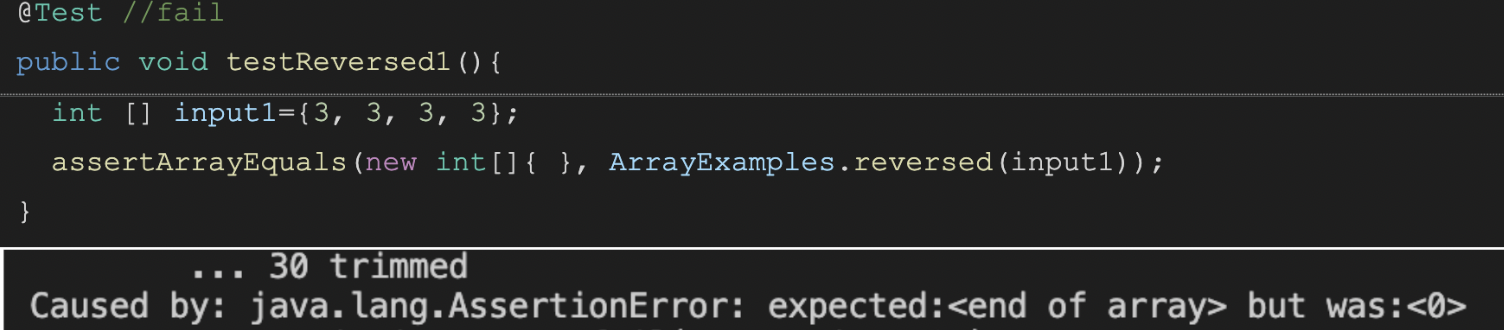 @Test //fail
public void testReversed1(){
int [] input1={3, 3, 3, 3};
assertArrayEquals(new int[]{ }, ArrayExamples.reversed(input1));
}
... 30 trimmed
Caused by: java.lang.AssertionError: expected:<end of array> but was:<0>